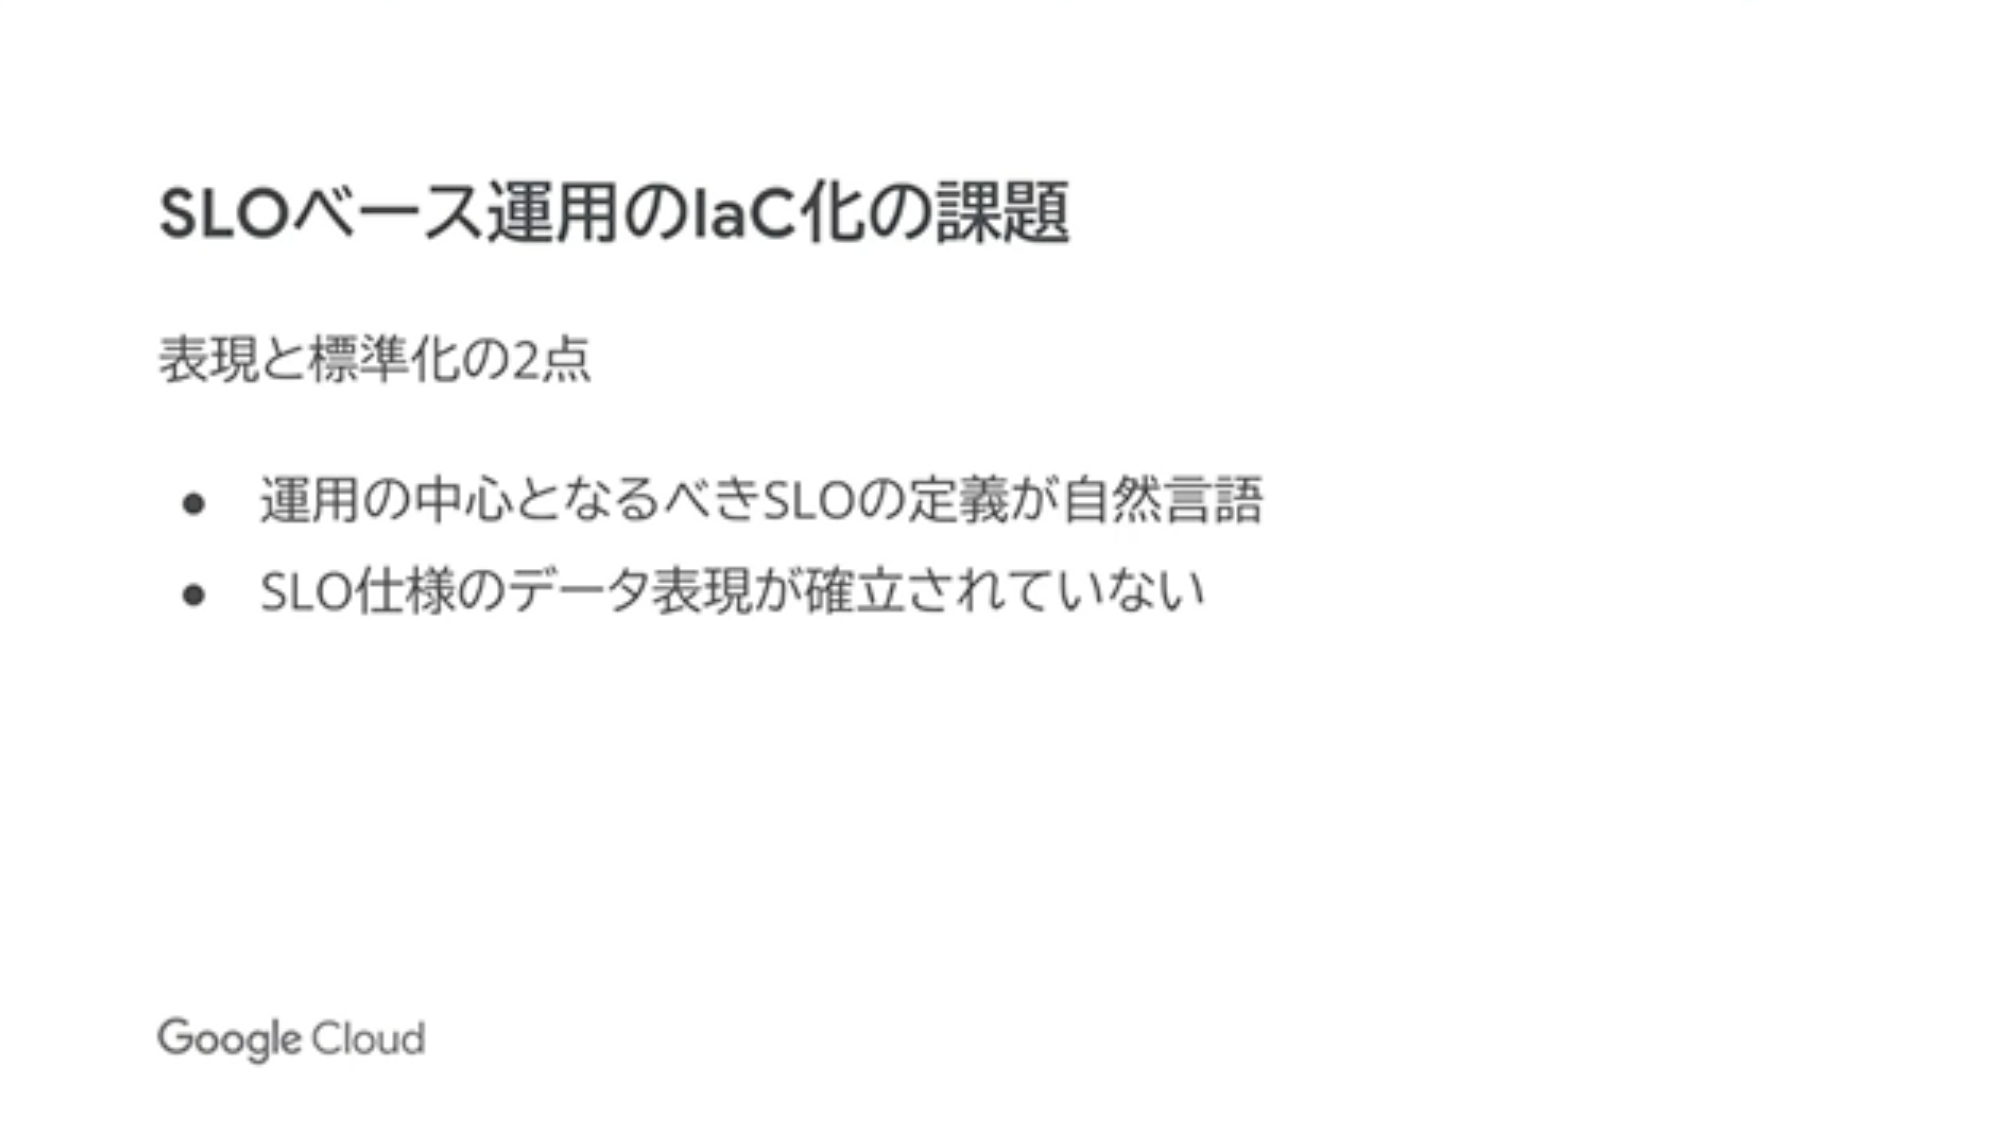 SLOベース運用のIaC化の課題
表現と標準化の2点
● 運用の中心となるべきSLOの定義が自然言語
● SLO仕様のデータ表現が確立されていない
Google Cloud